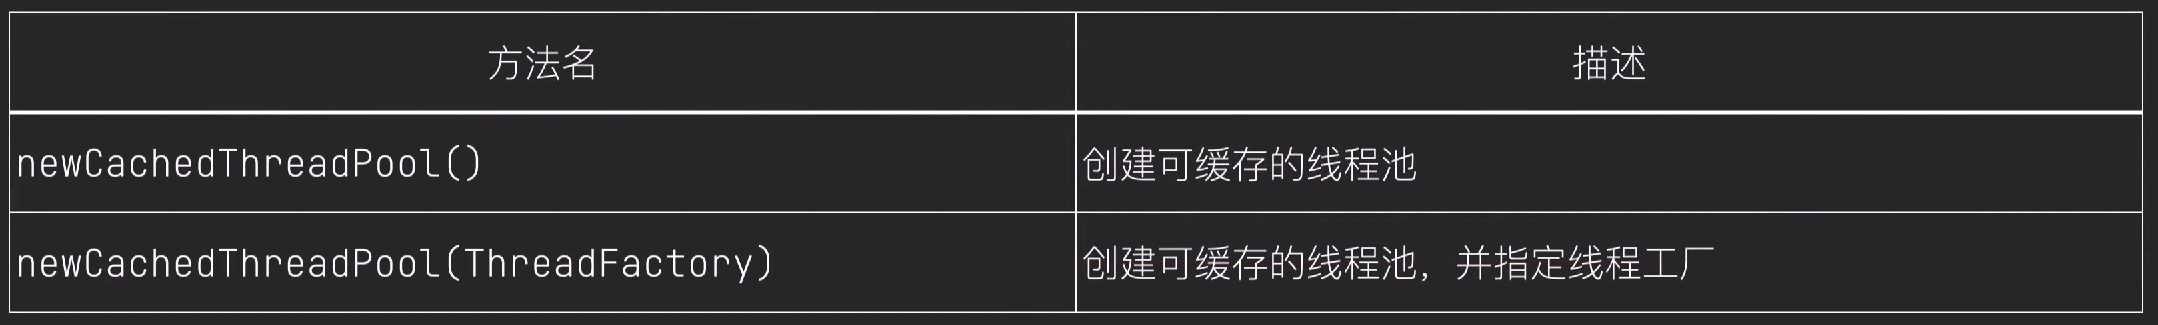 方法名
描述
newCachedThreadPool()
创建可缓存的线程池
newCachedThreadPool(ThreadFactory)
创建可缓存的线程池，并指定线程工厂